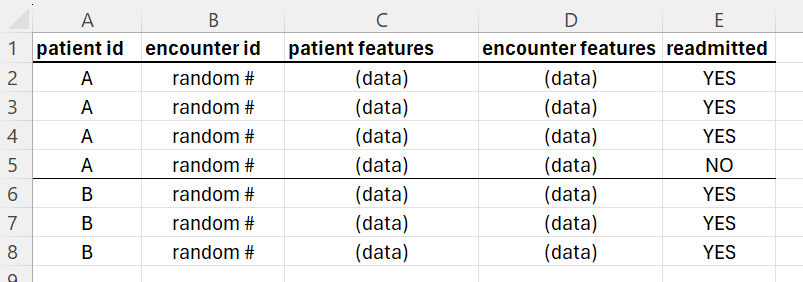 A B C D E
1 patient id encounter id patient features encounter features readmitted
2 A random # (data) (data) YES
3 A random # (data) (data) YES
4 A random # (data) (data) YES
5 A random # (data) (data) NO
6 B random # (data) (data) YES
7 B random # (data) (data) YES
8 B random # (data) (data) YES
9